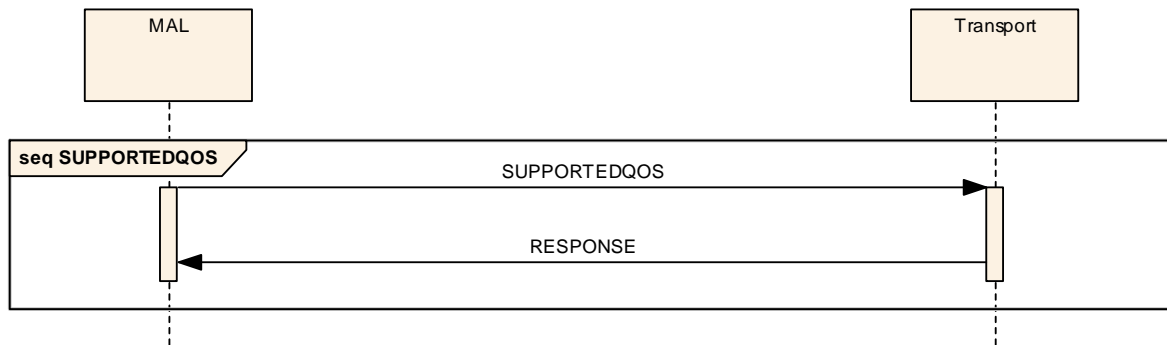 MAL
Transport
seq SUPPORTEDQOS
SUPPORTEDQOS
RESPONSE